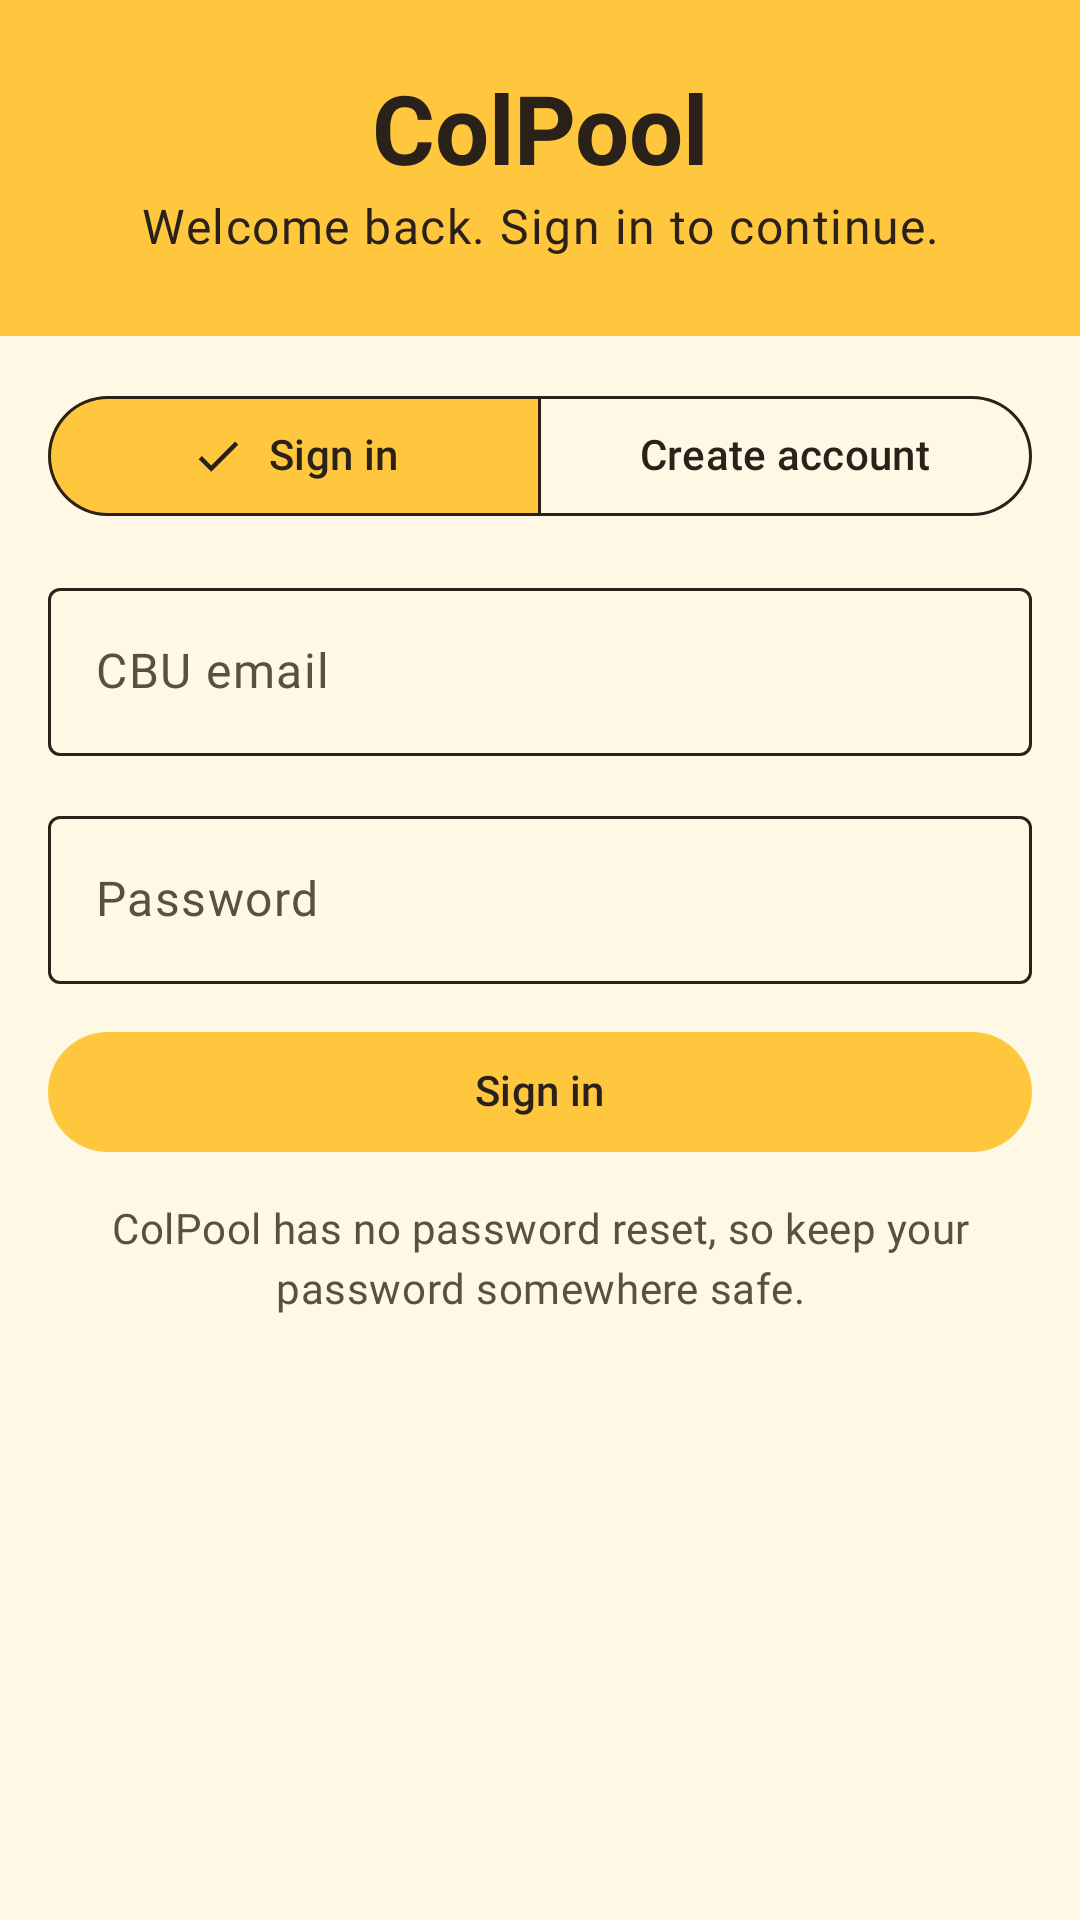 ColPool
Welcome back. Sign in to continue.
Sign in
Create account
CBU email
Password
Sign in
ColPool has no password reset, so keep your
password somewhere safe.